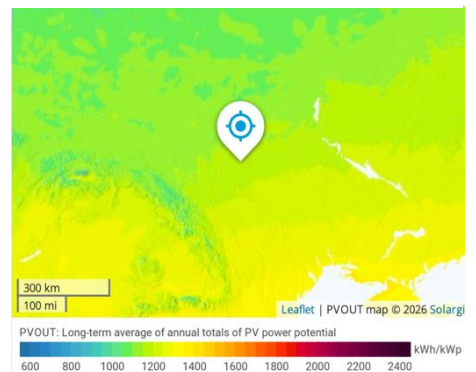 300 km
100 mi
Leaflet | PVOUT map © 2026 Solargi
PVOUT: Long-term average of annual totals of PV power potential
kWh/kWp
600 800 1000 1200 1400 1600 1800 2000 2200 2400